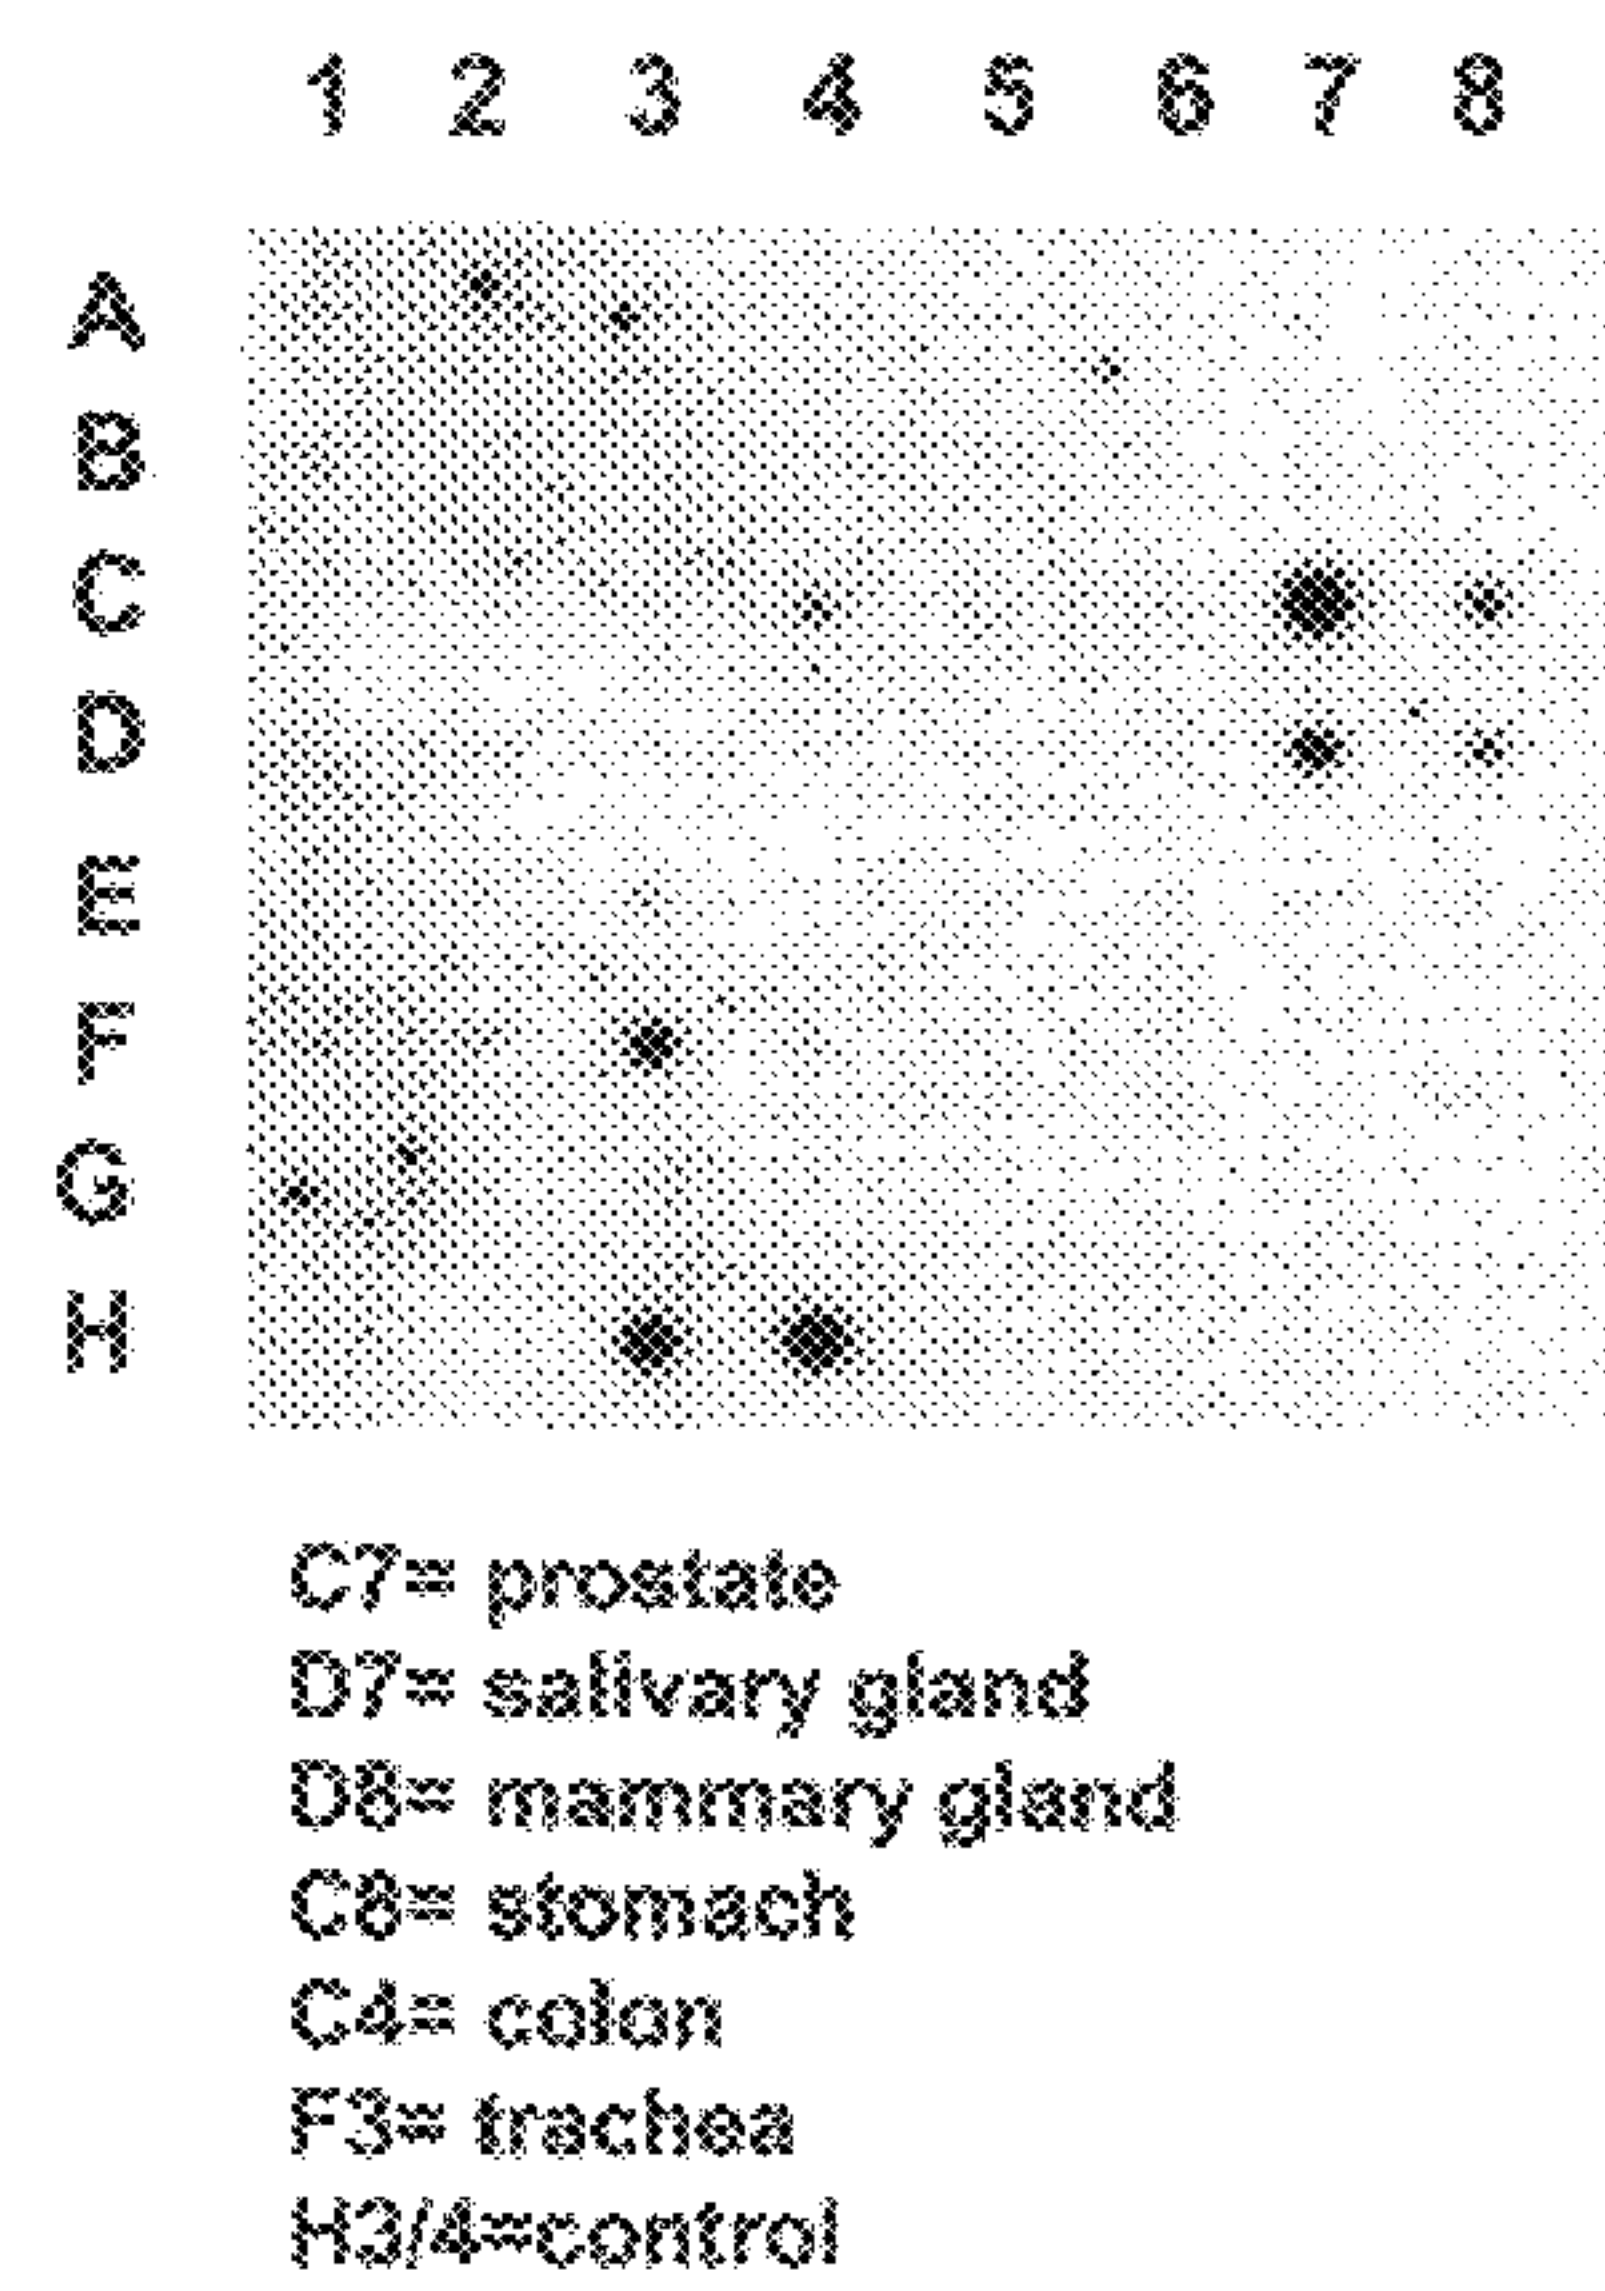 1 2 3 4 5 6 7 8
A
B
C
D
E
F
G
H
C7= prostate
D7= salivary gland
D8= mammary gland
C8= stomach
C4= colon
F3= trachea
H3/4=control